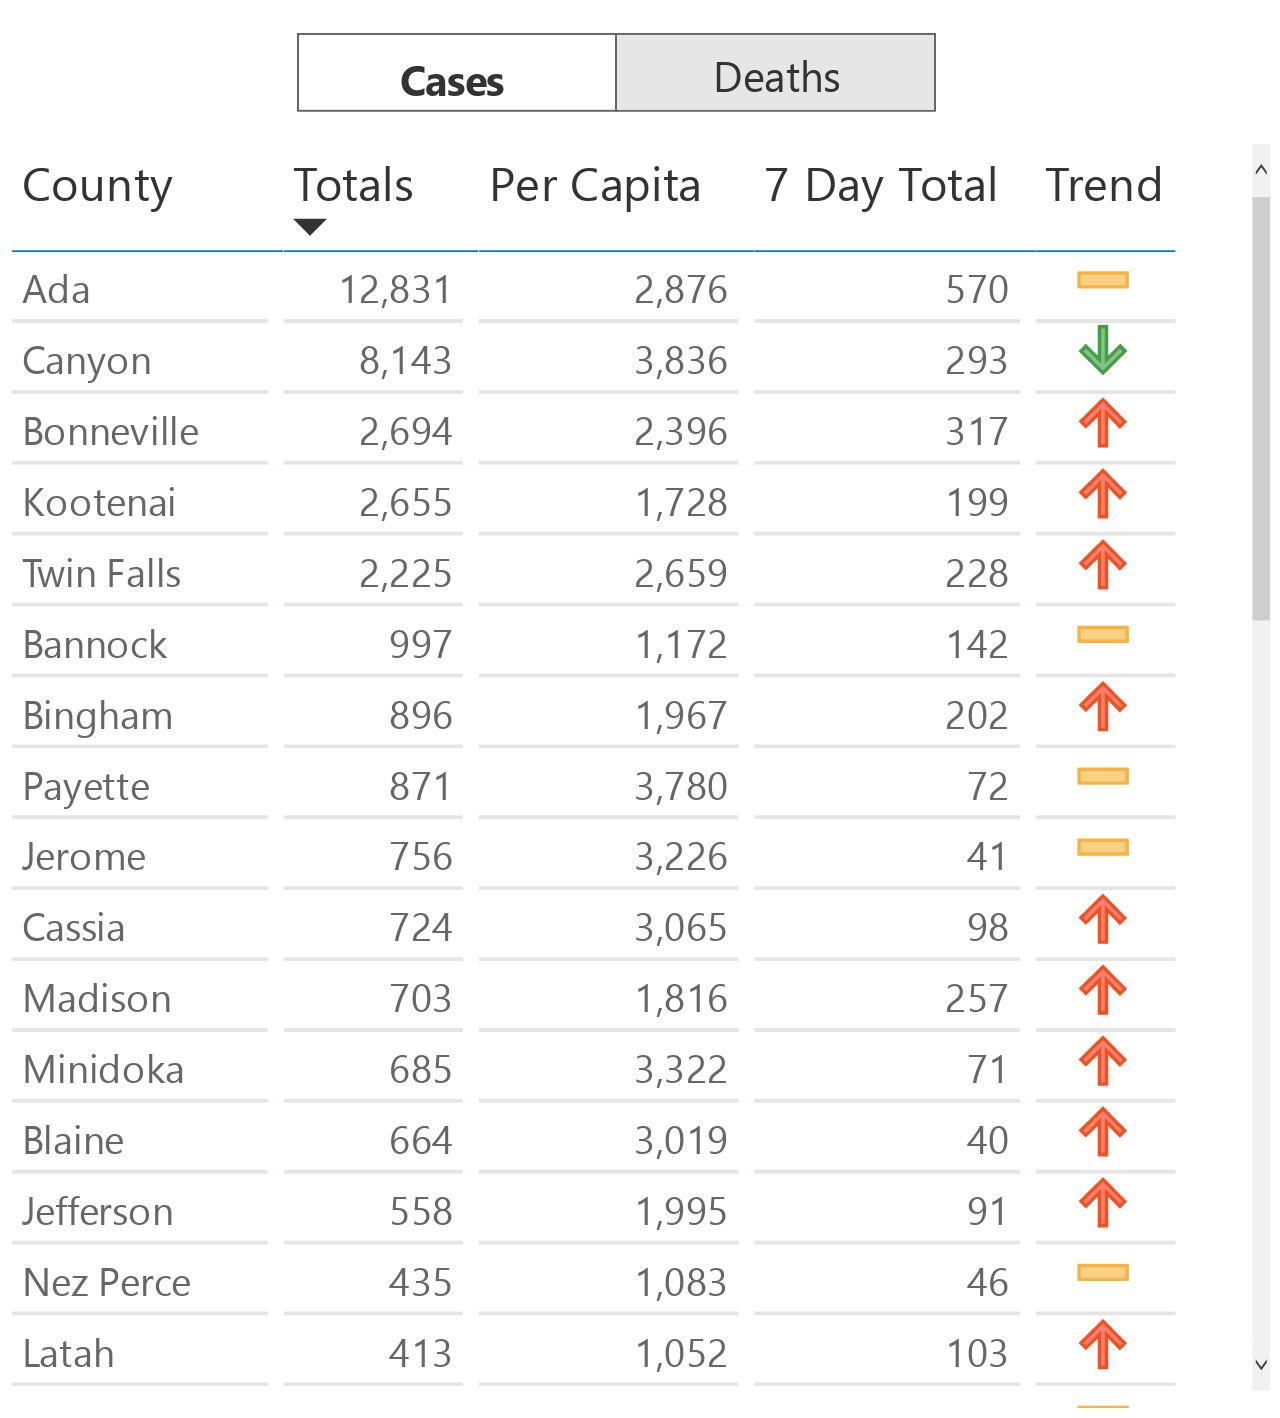 Cases Deaths
County Totals Per Capita 7 Day Total Trend
Ada 12,831 2,876 570
Canyon 8,143 3,836 293
Bonneville 2,694 2,396 317
Kootenai 2,655 1,728 199
Twin Falls 2,225 2,659 228
Bannock 997 1,172 142
Bingham 896 1,967 202
Payette 871 3,780 72
Jerome 756 3,226 41
Cassia 724 3,065 98
Madison 703 1,816 257
Minidoka 685 3,322 71
Blaine 664 3,019 40
Jefferson 558 1,995 91
Nez Perce 435 1,083 46
Latah 413 1,052 103